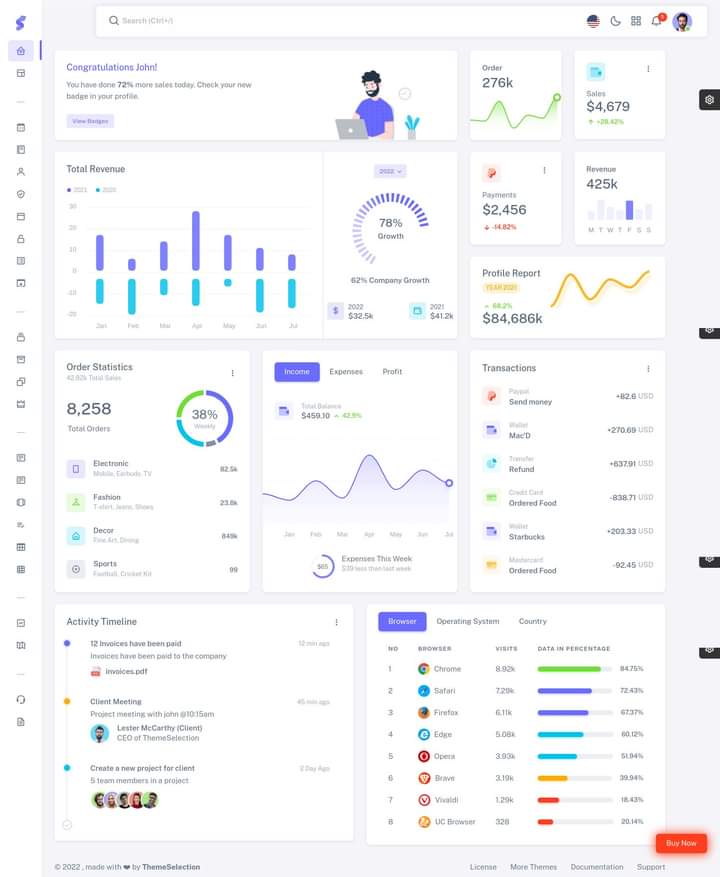 Search (Ctrl+/)
Congratulations John!
You have done 72% more sales today. Check your new
badge in your profile.
View Badges
Order
276k
Sales
$4,679
+28.42%
Total Revenue
2021
2020
30
20
10
0
-10
-20
Jan
Feb
Mar
Apr
May
Jun
Jul
2022
78%
Growth
62% Company Growth
2022
$32.5k
2021
$41.2k
Payments
$2,456
-14.82%
Revenue
425k
M T W T F S S
Profile Report
YEAR 2021
68.2%
$84,686k
Order Statistics
42.82k Total Sales
8,258
Total Orders
38%
Weekly
Electronic
Mobile, Earbuds, TV
82.5k
Fashion
T-shirt, Jeans, Shoes
23.8k
Decor
Fine Art, Dining
849k
Sports
Football, Cricket Kit
99
Income
Expenses
Profit
Total Balance
$459.10
42.9%
Jan
Feb
Mar
Apr
May
Jun
Jul
$65
Expenses This Week
$39 less then last week
Transactions
Paypal
Send money
+82.6 USD
Wallet
Mac'D
+270.69 USD
Transfer
Refund
+637.91 USD
Credit Card
Ordered Food
-838.71 USD
Wallet
Starbucks
+203.33 USD
Mastercard
Ordered Food
-92.45 USD
Activity Timeline
12 Invoices have been paid
12 min ago
Invoices have been paid to the company
invoices.pdf
Client Meeting
45 min ago
Project meeting with john @10:15am
Lester McCarthy (Client)
CEO of ThemeSelection
Create a new project for client
2 Day Ago
5 team members in a project
Browser
Operating System
Country
NO
BROWSER
VISITS
DATA IN PERCENTAGE
1 Chrome 8.92k 84.75%
2 Safari 7.29k 72.43%
3 Firefox 6.11k 67.37%
4 Edge 5.08k 60.12%
5 Opera 3.93k 51.94%
6 Brave 3.19k 39.94%
7 Vivaldi 1.29k 18.43%
8 UC Browser 328 20.14%
Buy Now
© 2022 , made with ❤ by ThemeSelection
License
More Themes
Documentation
Support